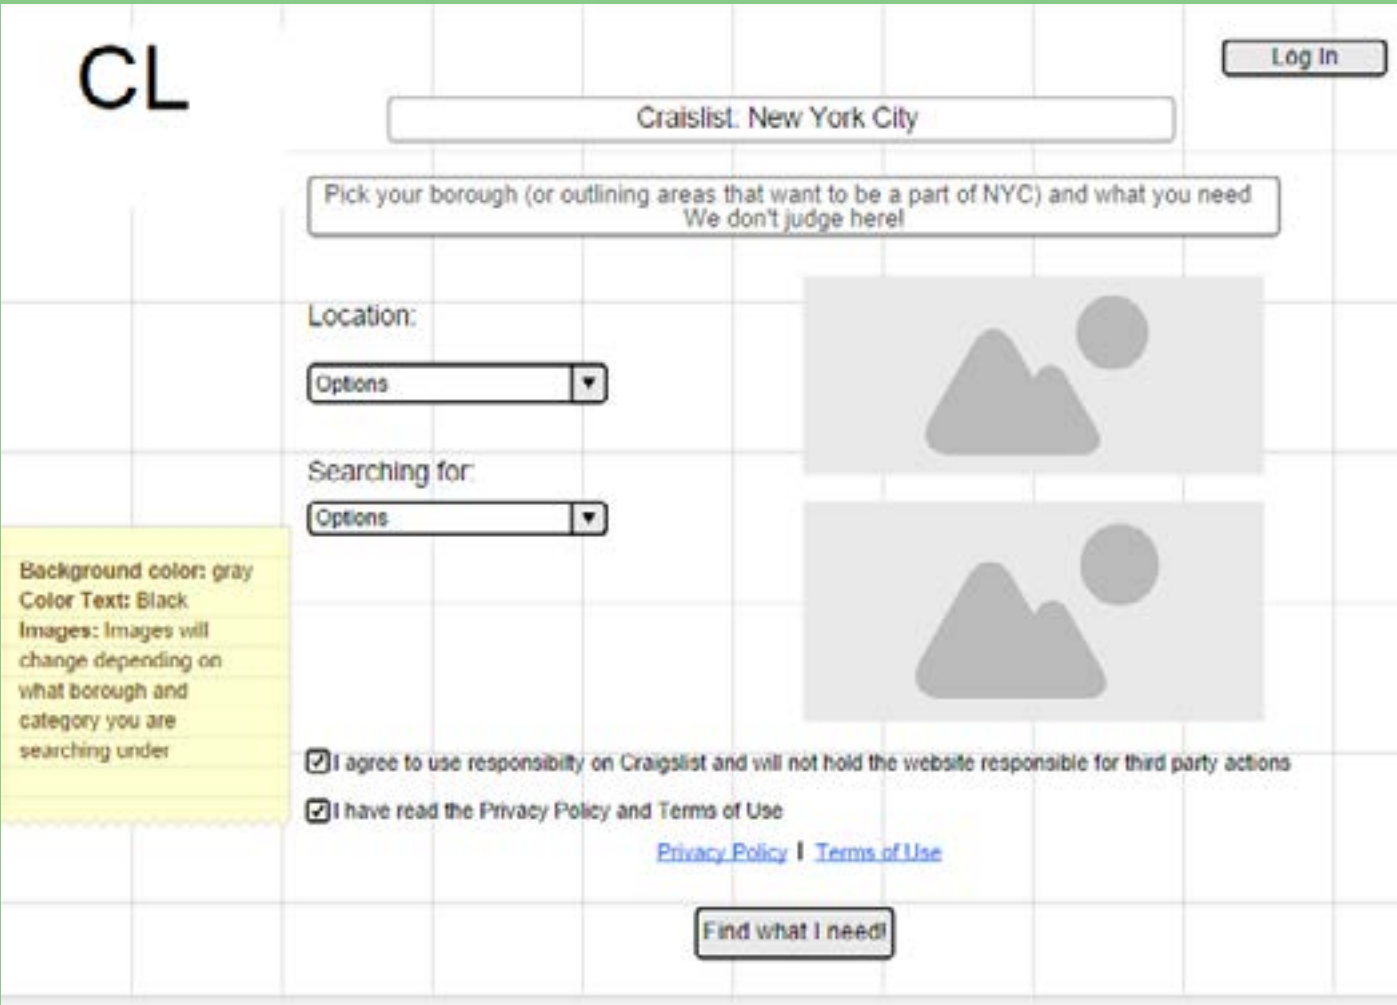 CL
Log In
Craislist: New York City
Pick your borough (or outlining areas that want to be a part of NYC) and what you need
We don't judge here!
Location:
Options
Searching for:
Options
Background color: gray
Color Text: Black
Images: Images will
change depending on
what borough and
category you are
searching under
I agree to use responsibilty on Craigslist and will not hold the website responsible for third party actions
I have read the Privacy Policy and Terms of Use
Privacy Policy | Terms of Use
Find what I need!